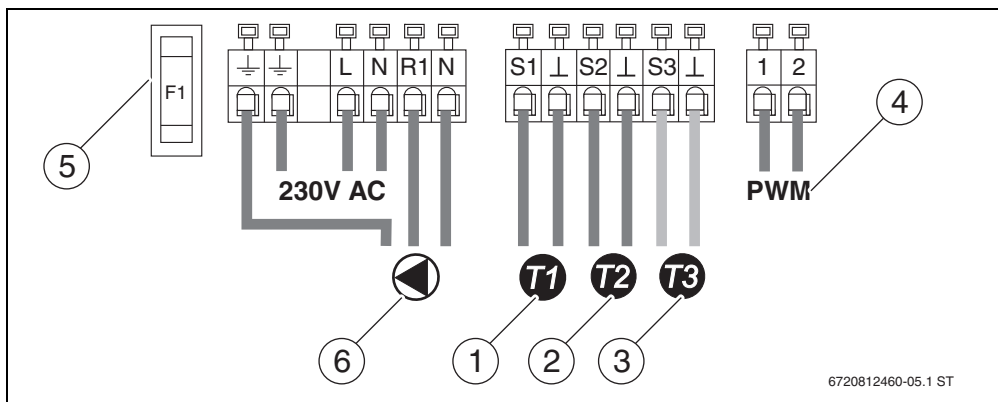 L N R1 N S1 ⊥ S2 ⊥ S3 ⊥ 1 2
F1
4
5
230V AC
PWM
T1 T2 T3
6 1 2 3
6720812460-05.1 ST